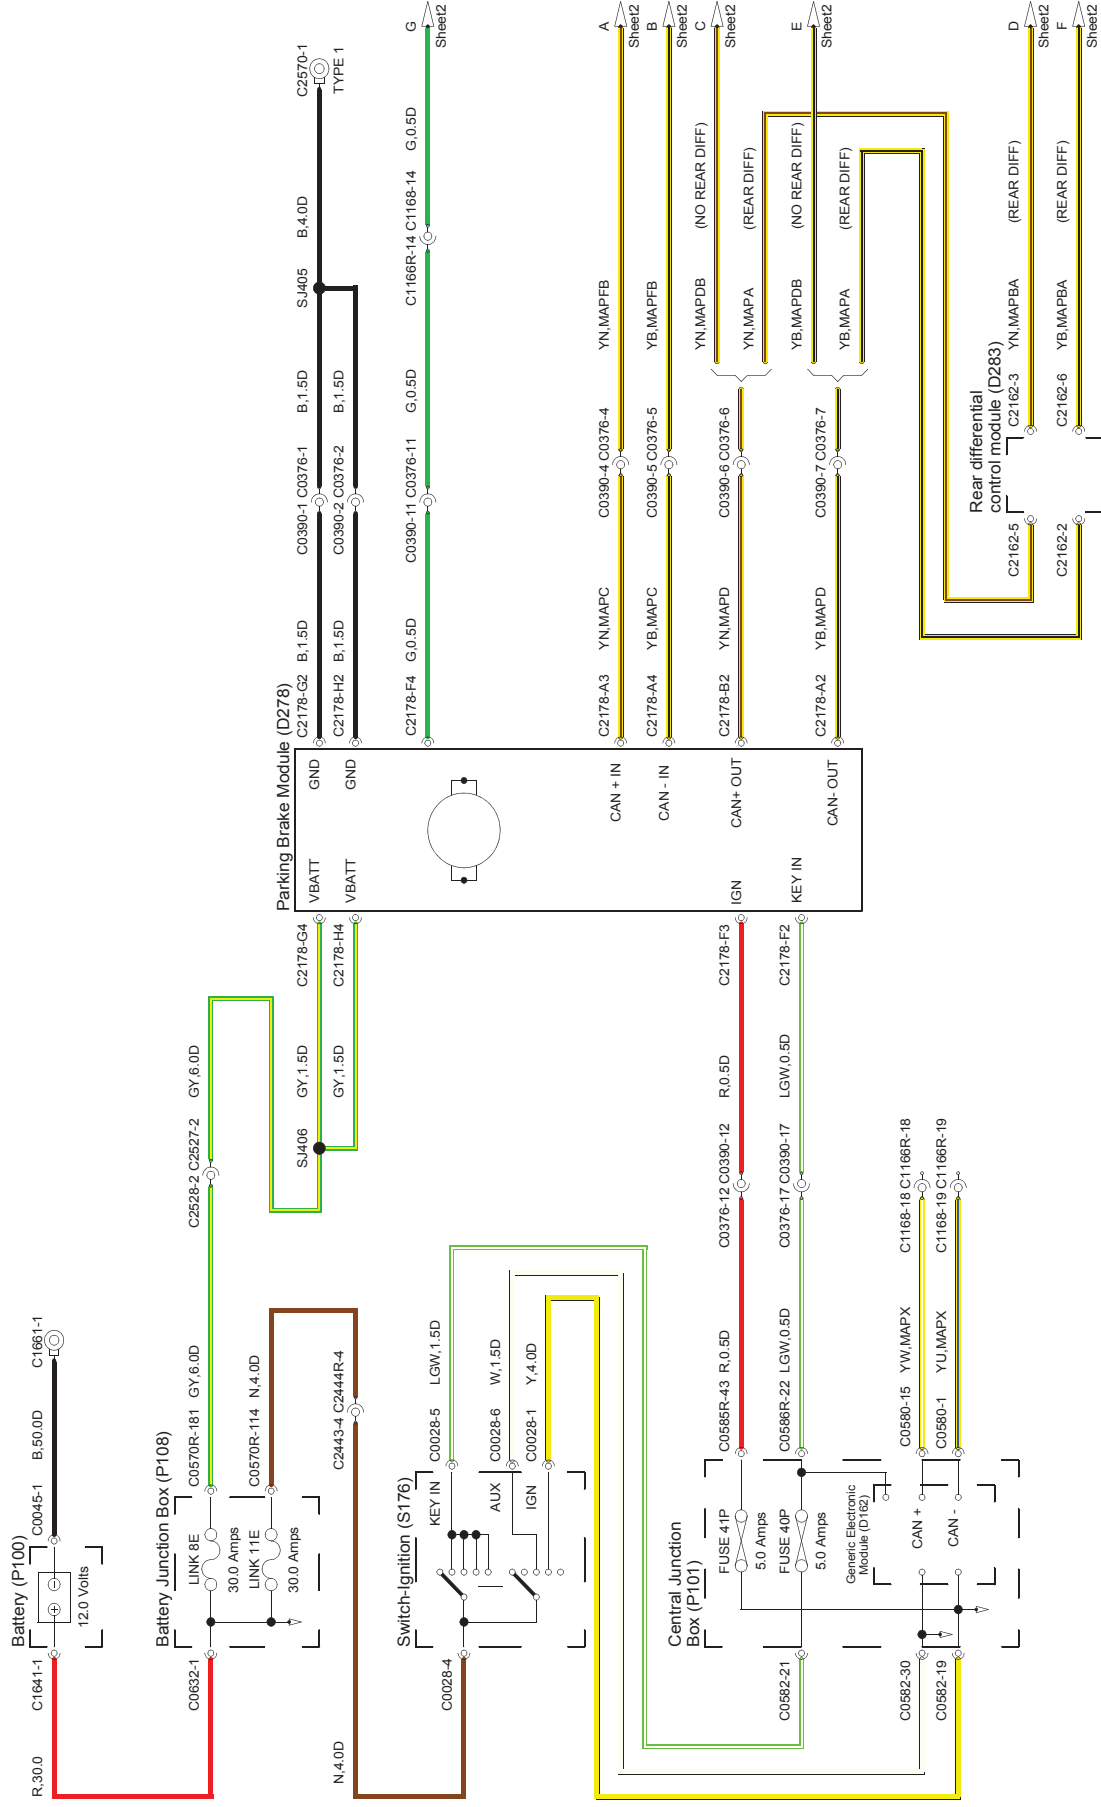 Battery (P100)
C1641-1
R,30.0
12.0 Volts
C0045-1
B,50.0D
C1661-1
Battery Junction Box (P108)
C0632-1
LINK 8E
30.0 Amps
LINK 11E
30.0 Amps
C0570R-181
GY,6.0D
C2528-2
C2527-2
GY,6.0D
C0570R-114
N,4.0D
C2443-4
C2444R-4
N,4.0D
SJ406
GY,1.5D
C2178-G4
GY,1.5D
C2178-H4
Switch-Ignition (S176)
C0028-4
KEY IN
AUX
IGN
C0028-5
LGW,1.5D
C0028-6
W,1.5D
C0028-1
Y,4.0D
Central Junction
Box (P101)
C0582-21
C0582-30
C0582-19
FUSE 41P
5.0 Amps
FUSE 40P
5.0 Amps
Generic Electronic
Module (D162)
CAN +
CAN -
C0585R-43
R,0.5D
C0376-12
C0390-12
R,0.5D
C2178-F3
C0586R-22
LGW,0.5D
C0376-17
C0390-17
LGW,0.5D
C2178-F2
C0580-15
YW,MAPX
C1168-18
C1166R-18
C0580-1
YU,MAPX
C1168-19
C1166R-19
Parking Brake Module (D278)
VBATT
GND
VBATT
GND
CAN + IN
CAN - IN
IGN
CAN+ OUT
KEY IN
CAN- OUT
C2178-G2
B,1.5D
C0390-1
C0376-1
B,1.5D
SJ405
B,4.0D
C2570-1
TYPE 1
C2178-H2
B,1.5D
C0390-2
C0376-2
B,1.5D
C2178-F4
G,0.5D
C0390-11
C0376-11
G,0.5D
C1166R-14
C1168-14
G,0.5D
G
Sheet2
C2178-A3
YN,MAPC
C0390-4
C0376-4
YN,MAPFB
A
Sheet2
C2178-A4
YB,MAPC
C0390-5
C0376-5
YB,MAPFB
B
Sheet2
C2178-B2
YN,MAPD
C0390-6
C0376-6
YN,MAPDB
(NO REAR DIFF)
C
Sheet2
YN,MAPA
(REAR DIFF)
C2178-A2
YB,MAPD
C0390-7
C0376-7
YB,MAPDB
(NO REAR DIFF)
E
Sheet2
YB,MAPA
(REAR DIFF)
Rear differential
control module (D283)
C2162-5
C2162-3
YN,MAPBA
(REAR DIFF)
D
Sheet2
C2162-2
C2162-6
YB,MAPBA
(REAR DIFF)
F
Sheet2